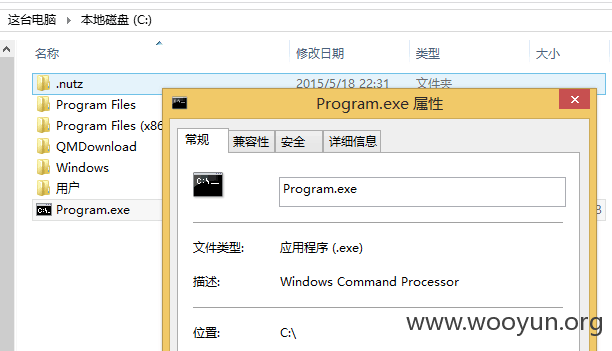 这台电脑 ▸ 本地磁盘 (C:)
名称 修改日期 类型 大小
.nutz 2015/5/18 22:31 文件夹
Program Files
Program Files (x86
QMDownload
Windows
用户
Program.exe
Program.exe 属性
常规 兼容性 安全 详细信息
Program.exe
文件类型: 应用程序 (.exe)
描述: Windows Command Processor
位置: C:\
www.wooyun.org